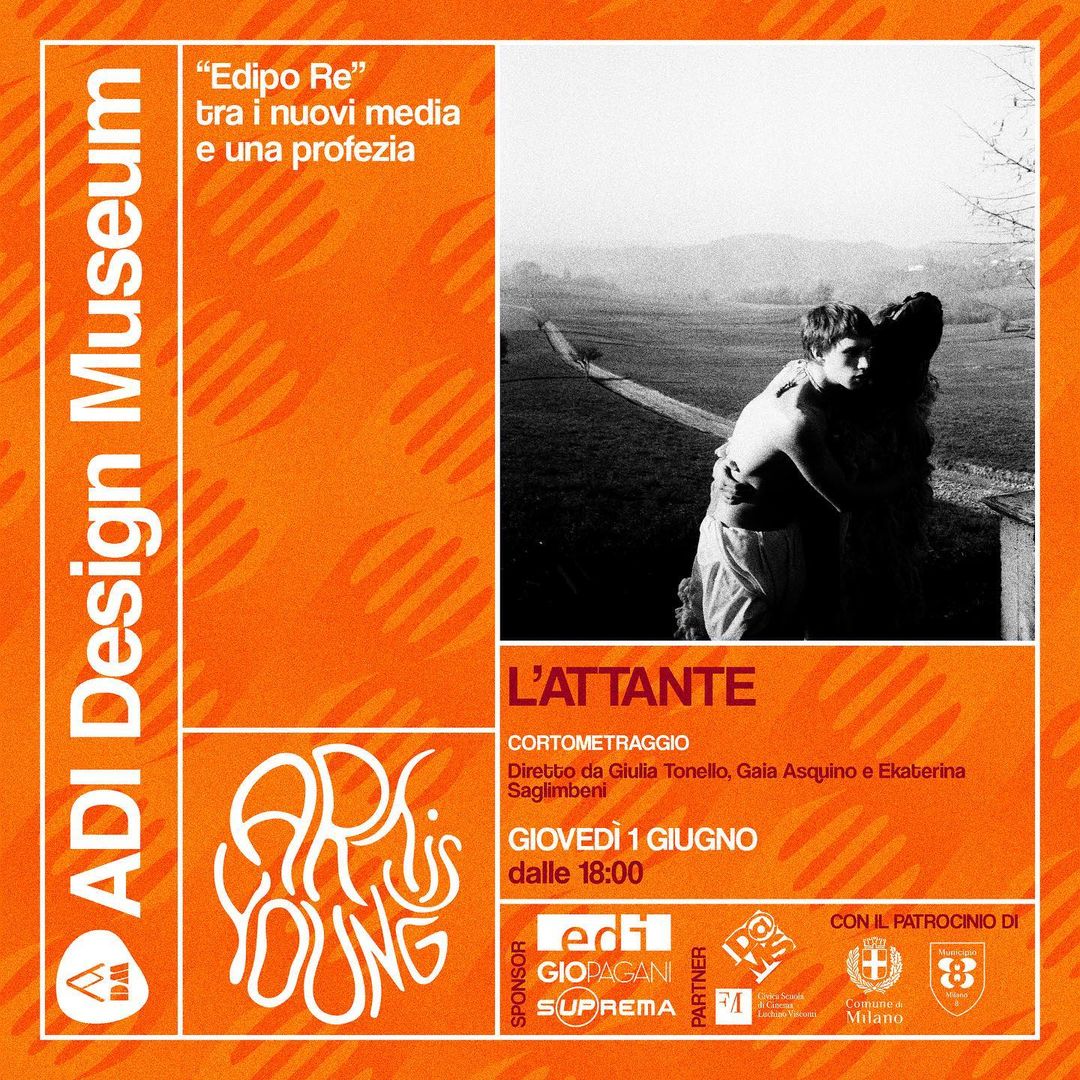 ADI Design Museum
ADM
“Edipo Re”
tra i nuovi media
e una profezia
ART is
YOUNG
L’ATTANTE
CORTOMETRAGGIO
Diretto da Giulia Tonello, Gaia Asquino e Ekaterina
Saglimbeni
GIOVEDÌ 1 GIUGNO
dalle 18:00
SPONSOR
edi
GIOPAGANI
SUPREMA
PARTNER
Civica Scuola
di Cinema
Luchino Visconti
CON IL PATROCINIO DI
Comune di
Milano
Municipio
8
Milano
8